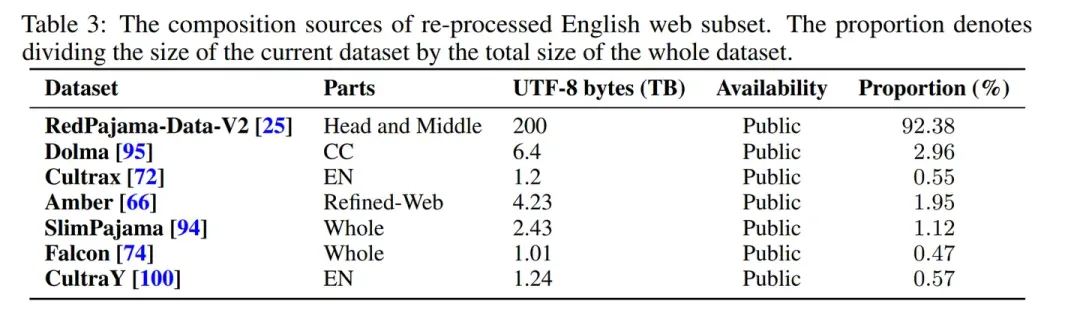 Table 3: The composition sources of re-processed English web subset. The proportion denotes
dividing the size of the current dataset by the total size of the whole dataset.
Dataset Parts UTF-8 bytes (TB) Availability Proportion (%)
RedPajama-Data-V2 [25] Head and Middle 200 Public 92.38
Dolma [95] CC 6.4 Public 2.96
Cultrax [72] EN 1.2 Public 0.55
Amber [66] Refined-Web 4.23 Public 1.95
SlimPajama [94] Whole 2.43 Public 1.12
Falcon [74] Whole 1.01 Public 0.47
CultraY [100] EN 1.24 Public 0.57